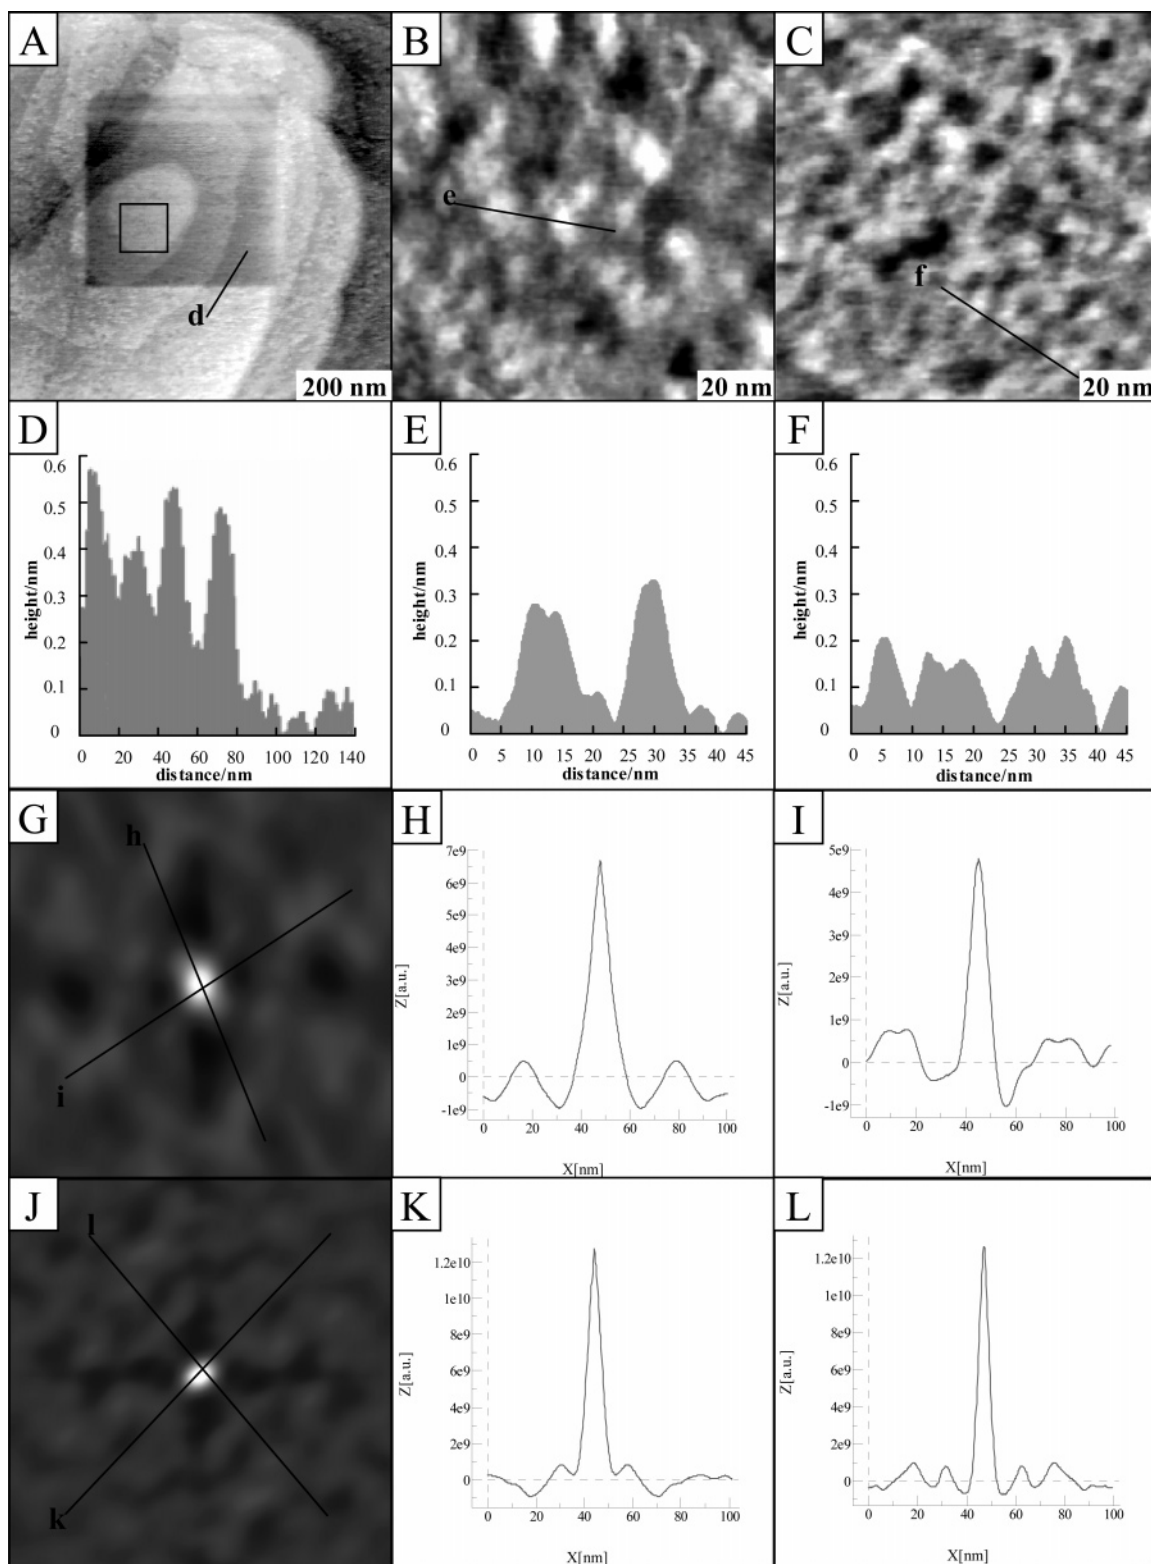 A
B
C
d
e
f
200 nm
20 nm
20 nm
D
E
F
height/nm
0.6
0.5
0.4
0.3
0.2
0.1
0
0 20 40 60 80 100 120 140
distance/nm
height/nm
0.6
0.5
0.4
0.3
0.2
0.1
0
0 5 10 15 20 25 30 35 40 45
distance/nm
height/nm
0.6
0.5
0.4
0.3
0.2
0.1
0
0 5 10 15 20 25 30 35 40 45
distance/nm
G
h
i
H
Z[a.u.]
7e9
6e9
5e9
4e9
3e9
2e9
1e9
0
-1e9
0 20 40 60 80 100
X[nm]
I
Z[a.u.]
5e9
4e9
3e9
2e9
1e9
0
-1e9
0 20 40 60 80 100
X[nm]
J
l
k
K
Z[a.u.]
1.2e10
1e10
8e9
6e9
4e9
2e9
0
0 20 40 60 80 100
X[nm]
L
Z[a.u.]
1.2e10
1e10
8e9
6e9
4e9
2e9
0
0 20 40 60 80 100
X[nm]